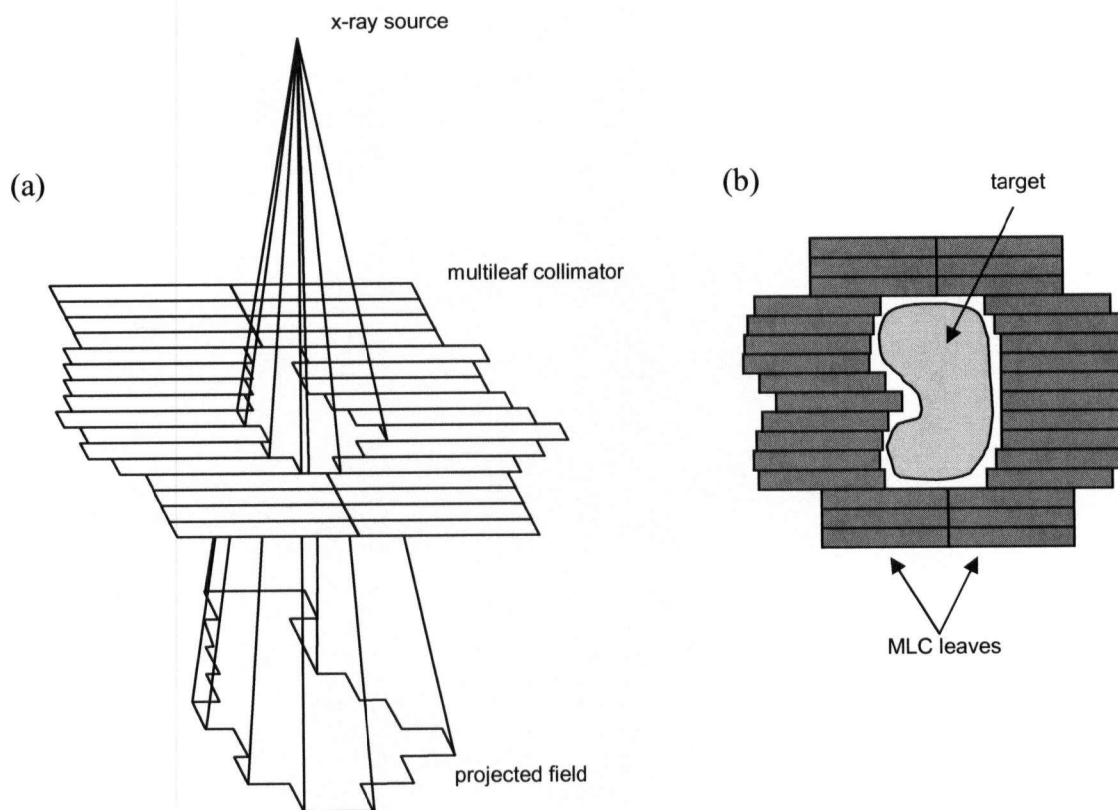 x-ray source
(a)
multileaf collimator
projected field
(b)
target
MLC leaves